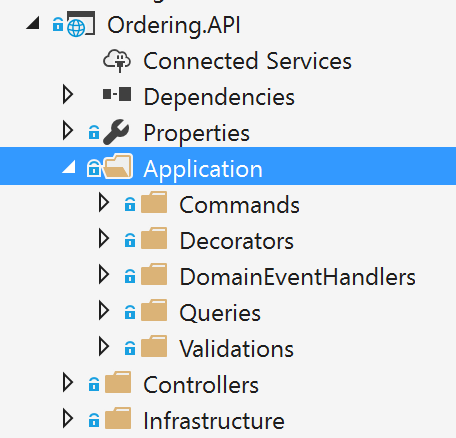 Ordering.API
Connected Services
Dependencies
Properties
Application
Commands
Decorators
DomainEventHandlers
Queries
Validations
Controllers
Infrastructure